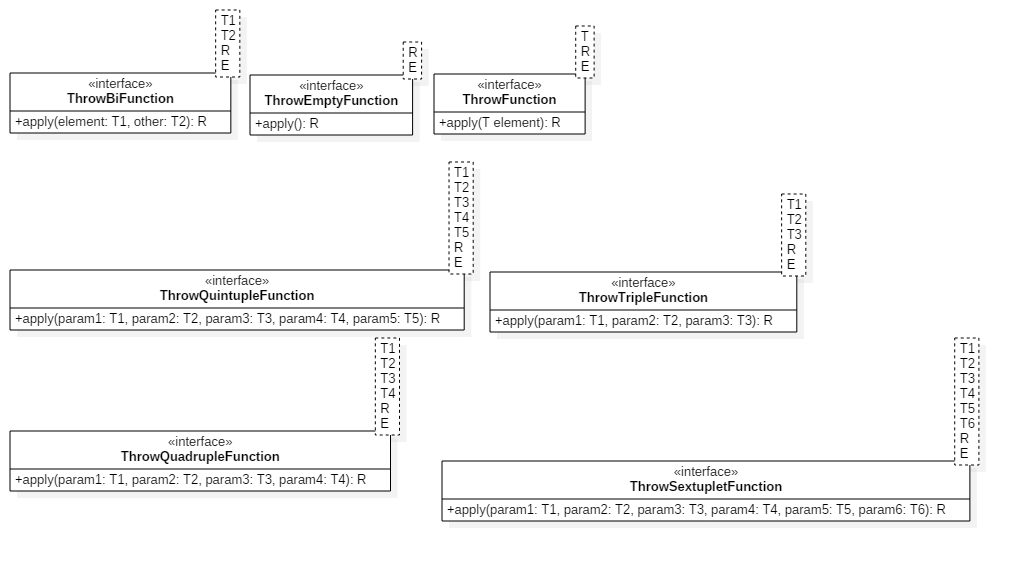 T1
T2
R
E
«interface»
ThrowBiFunction
+apply(element: T1, other: T2): R
R
E
«interface»
ThrowEmptyFunction
+apply(): R
T
R
E
«interface»
ThrowFunction
+apply(T element): R
T1
T2
T3
T4
T5
R
E
«interface»
ThrowQuintupleFunction
+apply(param1: T1, param2: T2, param3: T3, param4: T4, param5: T5): R
T1
T2
T3
R
E
«interface»
ThrowTripleFunction
+apply(param1: T1, param2: T2, param3: T3): R
T1
T2
T3
T4
R
E
«interface»
ThrowQuadrupleFunction
+apply(param1: T1, param2: T2, param3: T3, param4: T4): R
T1
T2
T3
T4
T5
T6
R
E
«interface»
ThrowSextupletFunction
+apply(param1: T1, param2: T2, param3: T3, param4: T4, param5: T5, param6: T6): R